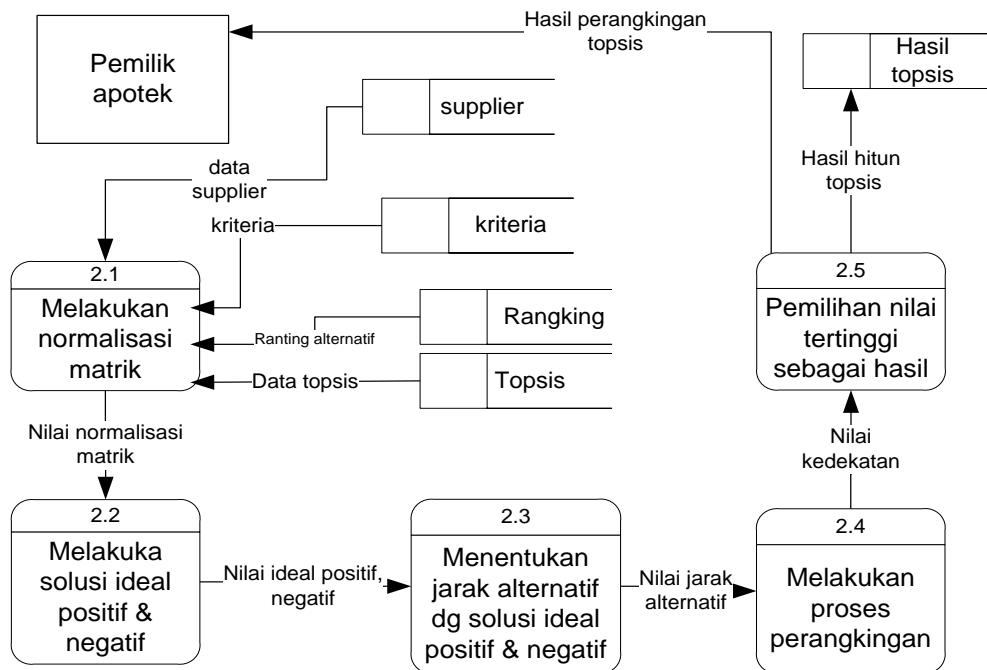 Hasil perangkingan
topsis
Pemilik
apotek
Hasil
topsis
supplier
data
supplier
Hasil hitun
topsis
kriteria
kriteria
2.1
Melakukan
normalisasi
matrik
Ranting alternatif
Rangking
Data topsis
Topsis
2.5
Pemilihan nilai
tertinggi
sebagai hasil
Nilai normalisasi
matrik
Nilai
kedekatan
2.2
Melakuka
solusi ideal
positif &
negatif
Nilai ideal positif,
negatif
2.3
Menentukan
jarak alternatif
dg solusi ideal
positif & negatif
Nilai jarak
alternatif
2.4
Melakukan
proses
perangkingan